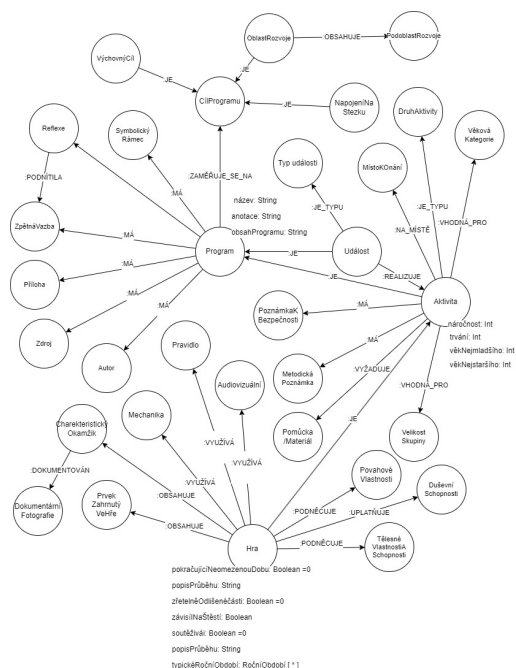 OblastRozvoje
:OBSAHUJE
PodoblastRozvoje
VýchovnýCíl
:JE
JE
CílProgramu
NapojeníNa
Stezku
:JE
DruhAktivity
Věková
Kategorie
Reflexe
Symbolický
Rámec
:PODNÍTILA
:ZAMĚŘUJE_SE_NA
Typ události
MístoKOnání
:JE_TYPU
:VHODNÁ_PRO
:MÁ
název: String
anotace: String
obsahProgramu: String
:JE_TYPU
:NA_MÍSTĚ
ZpětnáVazba
:MÁ
Program
:JE
Událost
:JE
:REALIZUJE
:MÁ
Příloha
:MÁ
Aktivita
PoznámkaK
Bezpečnosti
:MÁ
náročnost: Int
trvání: Int
věkNejmladšího: Int
věkNejstaršího: Int
Zdroj
:MÁ
Autor
Pravidlo
:MÁ
Metodická
Poznámka
:VYŽADUJE
Audiovizuální
:JE
:VHODNÁ_PRO
Mechanika
Charekteristický
Okamžik
:VYUŽÍVÁ
Pomůcka
/Materiál
Velikost
Skupiny
:DOKUMENTOVÁN
:VYUŽÍVÁ
:VYUŽÍVÁ
Povahové
Vlastnosti
Duševní
Schopnosti
:OBSAHUJE
Dokumentární
Fotografie
Prvek
Zahrnutý
VeHře
:OBSAHUJE
:PODNĚCUJE
:UPLATŇUJE
Hra
:PODNĚCUJE
Tělesné
VlastnostiA
Schopnosti
pokračujícíNeomezenouDobu: Boolean =0
popisPrůběhu: String
zřetelněOdlišenéčásti: Boolean =0
závisíNaŠtěstí: Boolean
soutěživái: Boolean =0
popisPrůběhu: String
typickéRočníObdobí: RočníObdobí [ * ]